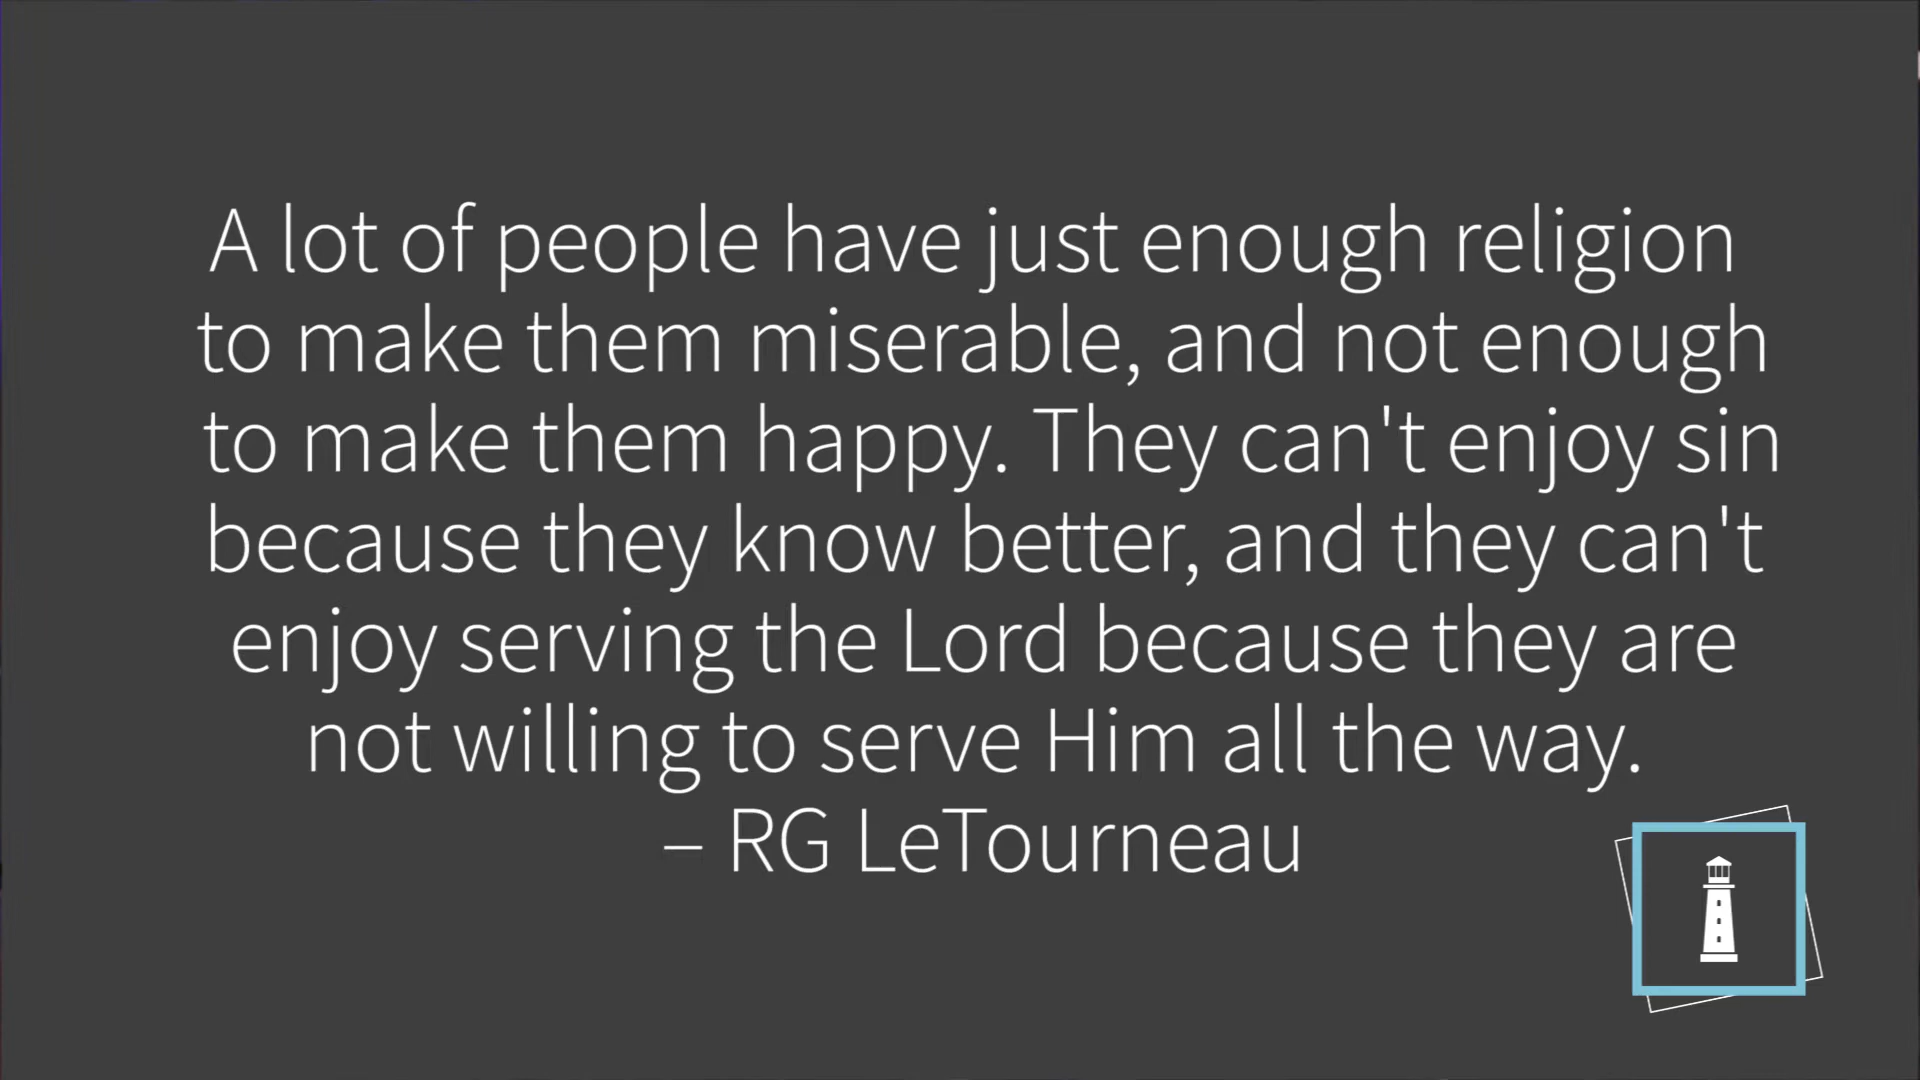 A lot of people have just enough religion
to make them miserable, and not enough
to make them happy. They can't enjoy sin
because they know better, and they can't
enjoy serving the Lord because they are
not willing to serve Him all the way.
– RG LeTourneau